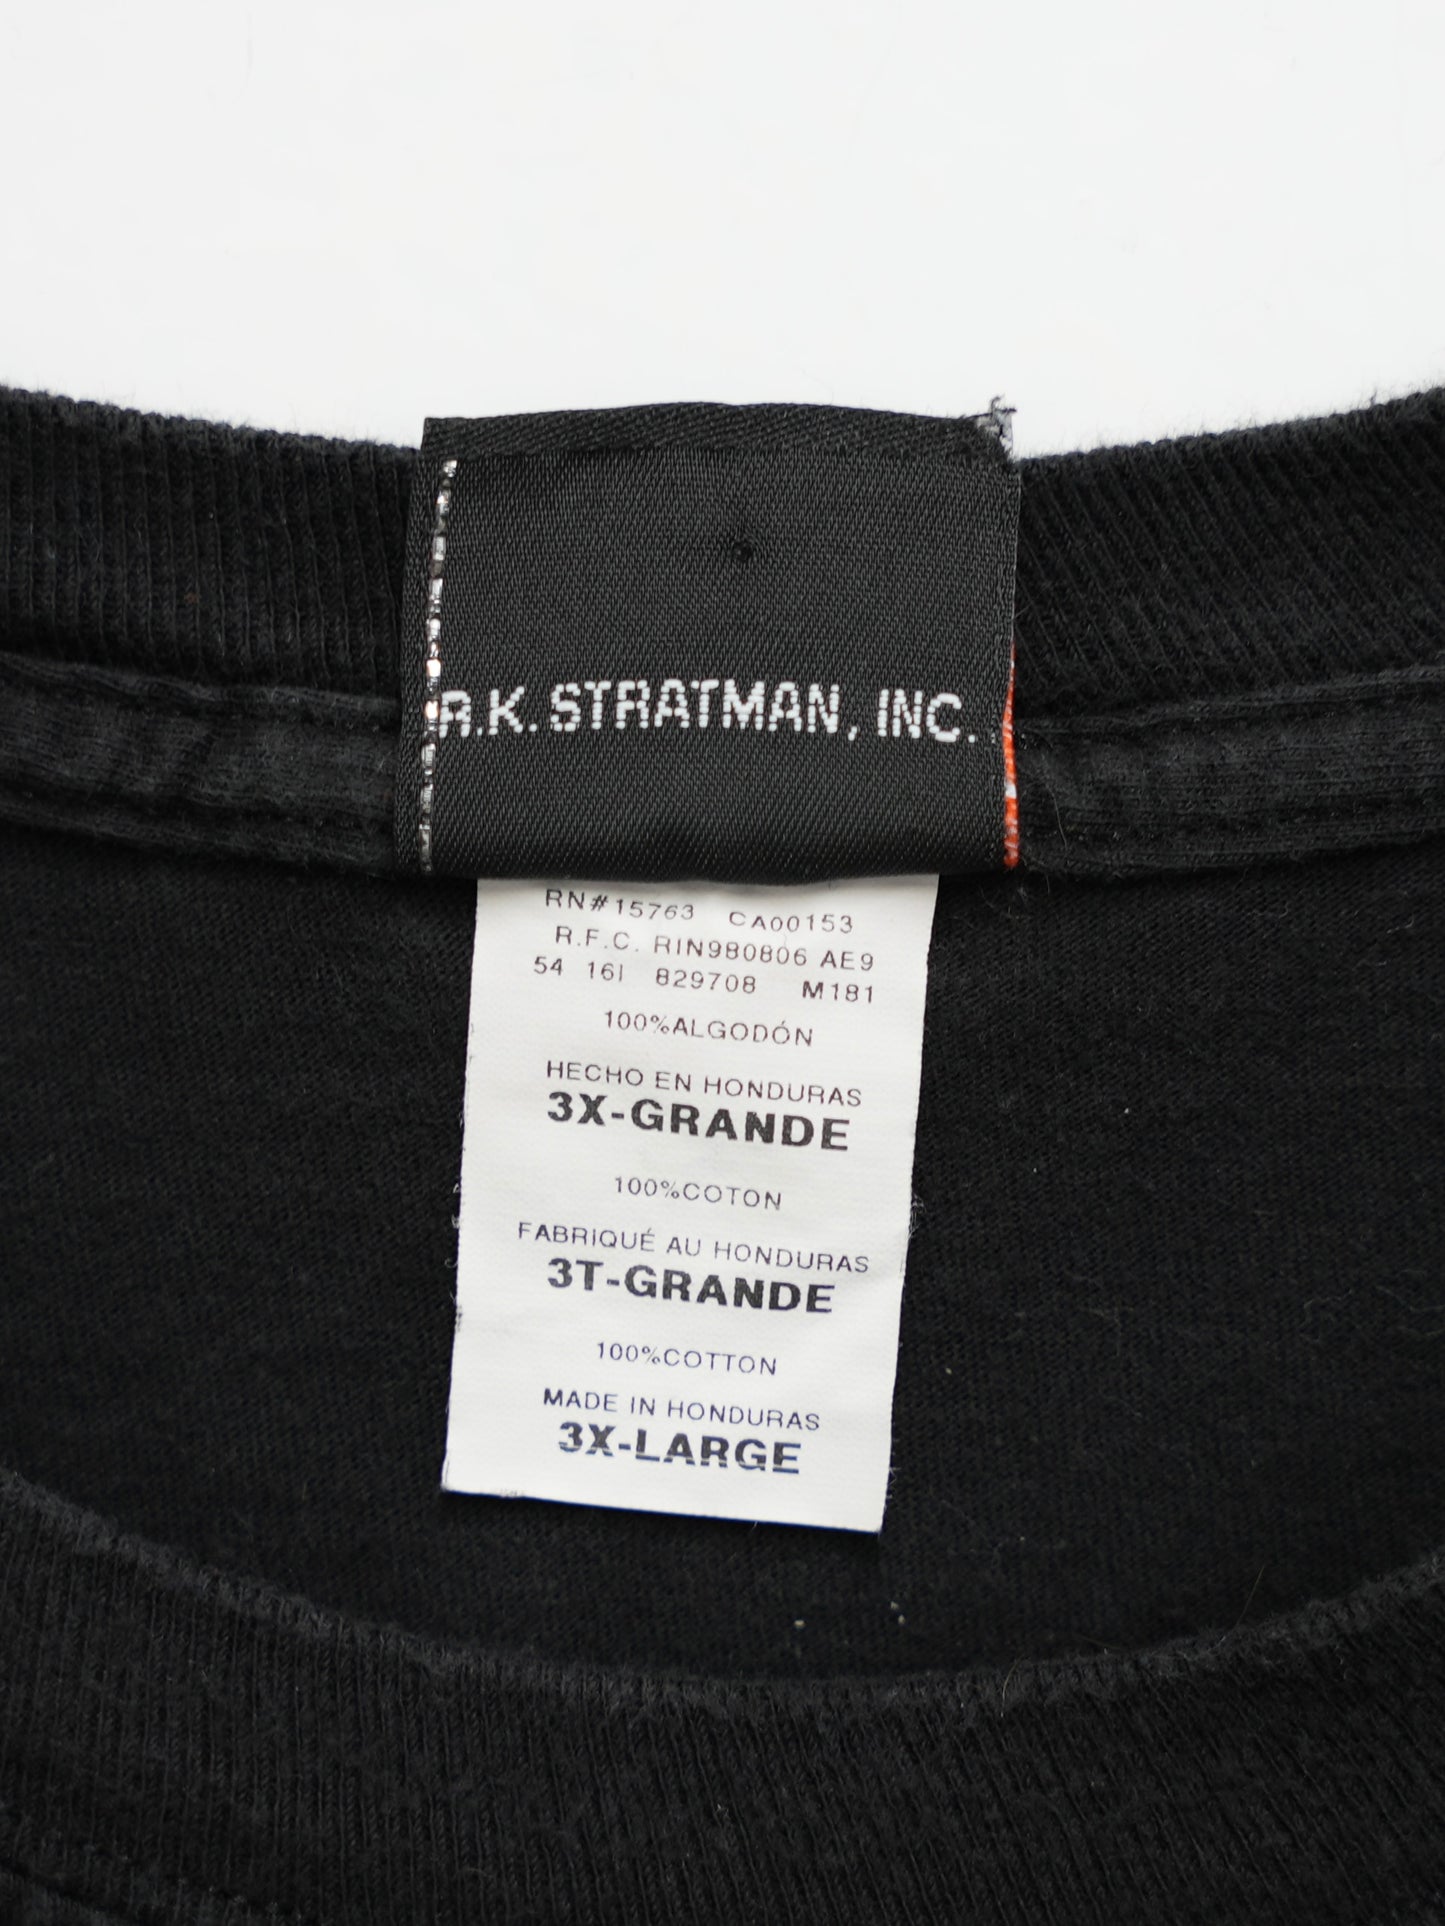 R.K. STRATMAN, INC.
RN#15763 CA00153
R.F.C. RIN980806 AE9
54 16I 829708 M181
100%ALGODÓN
HECHO EN HONDURAS
3X-GRANDE
100%COTON
FABRIQUÉ AU HONDURAS
3T-GRANDE
100%COTTON
MADE IN HONDURAS
3X-LARGE